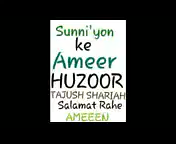 Sunni'yon
ke
Ameer
HUZOOR
TAJUSH SHARIAH
Salamat Rahe
AMEEEN